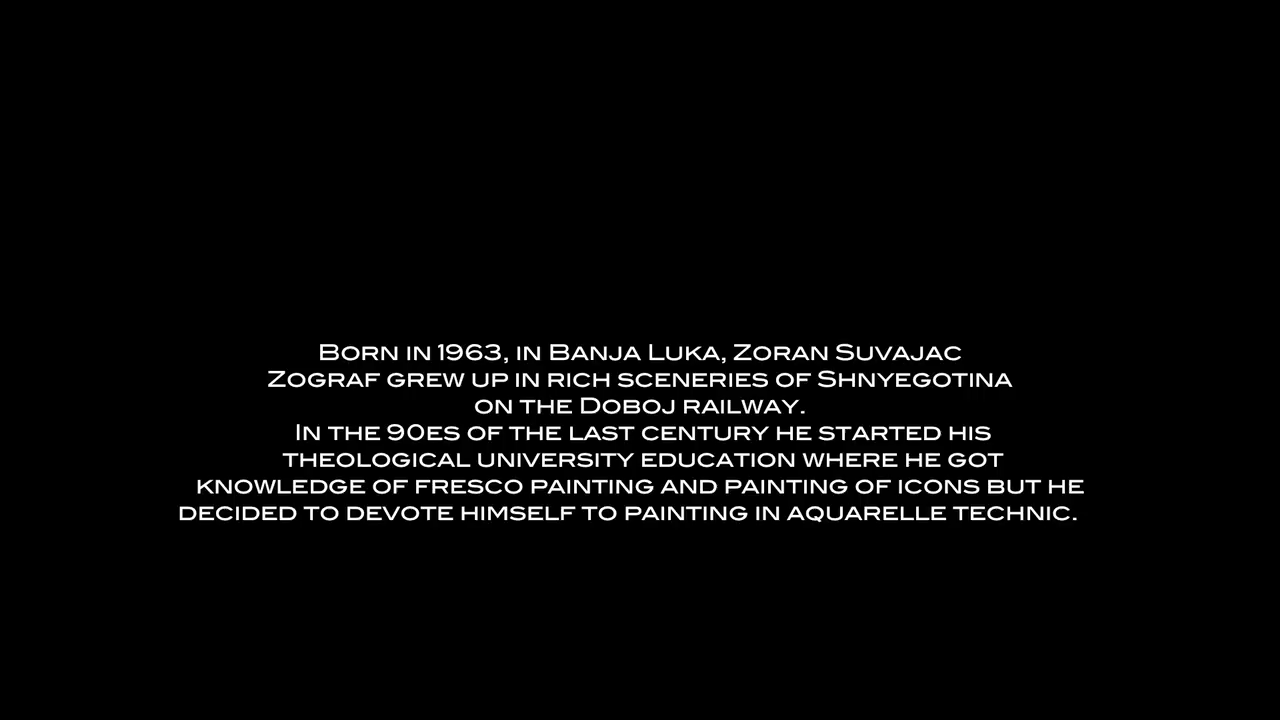 Born in 1963, in Banja Luka, Zoran Suvajac
Zograf grew up in rich sceneries of Shnyegotina
on the Doboj railway.
In the 90es of the last century he started his
theological university education where he got
knowledge of fresco painting and painting of icons but he
decided to devote himself to painting in aquarelle technic.